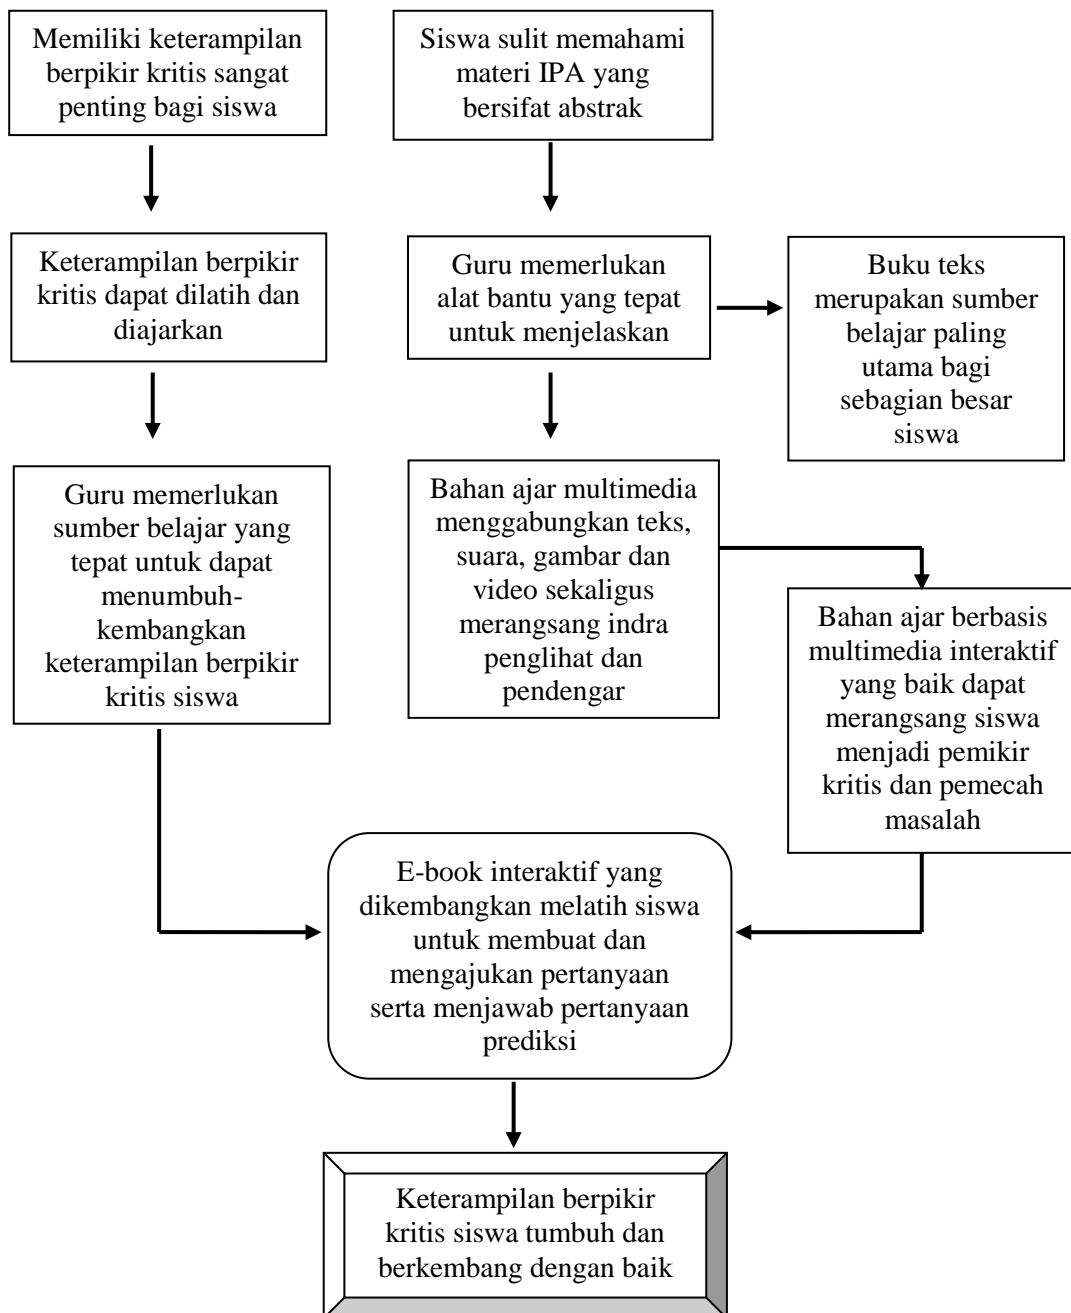 Memiliki keterampilan
berpikir kritis sangat
penting bagi siswa
Siswa sulit memahami
materi IPA yang
bersifat abstrak
Keterampilan berpikir
kritis dapat dilatih dan
diajarkan
Guru memerlukan
alat bantu yang tepat
untuk menjelaskan
Buku teks
merupakan sumber
belajar paling
utama bagi
sebagian besar
siswa
Guru memerlukan
sumber belajar yang
tepat untuk dapat
menumbuh-
kembangkan
keterampilan berpikir
kritis siswa
Bahan ajar multimedia
menggabungkan teks,
suara, gambar dan
video sekaligus
merangsang indra
penglihat dan
pendengar
Bahan ajar berbasis
multimedia interaktif
yang baik dapat
merangsang siswa
menjadi pemikir
kritis dan pemecah
masalah
E-book interaktif yang
dikembangkan melatih siswa
untuk membuat dan
mengajukan pertanyaan
serta menjawab pertanyaan
prediksi
Keterampilan berpikir
kritis siswa tumbuh dan
berkembang dengan baik